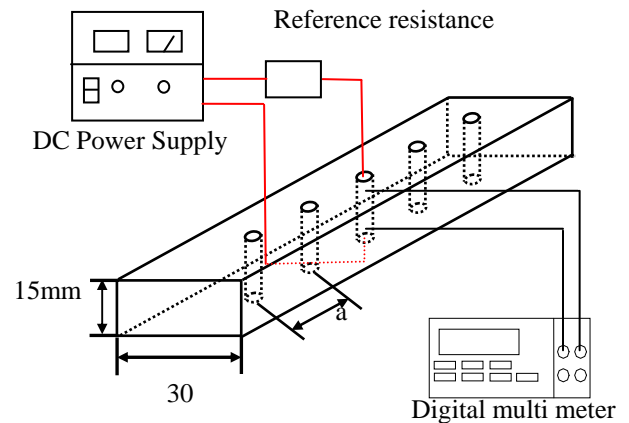 Reference resistance
DC Power Supply
15mm
a
30
Digital multi meter